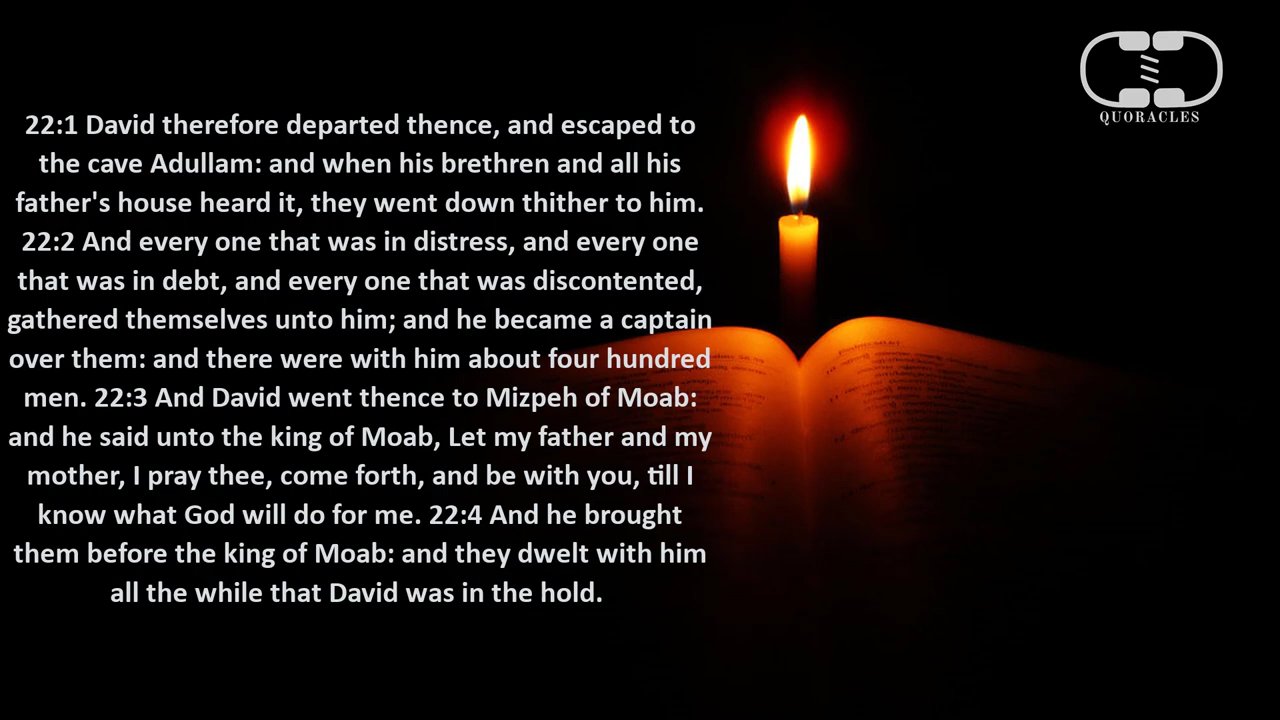 QUORACLES
22:1 David therefore departed thence, and escaped to
the cave Adullam: and when his brethren and all his
father's house heard it, they went down thither to him.
22:2 And every one that was in distress, and every one
that was in debt, and every one that was discontented,
gathered themselves unto him; and he became a captain
over them: and there were with him about four hundred
men. 22:3 And David went thence to Mizpeh of Moab:
and he said unto the king of Moab, Let my father and my
mother, I pray thee, come forth, and be with you, till I
know what God will do for me. 22:4 And he brought
them before the king of Moab: and they dwelt with him
all the while that David was in the hold.